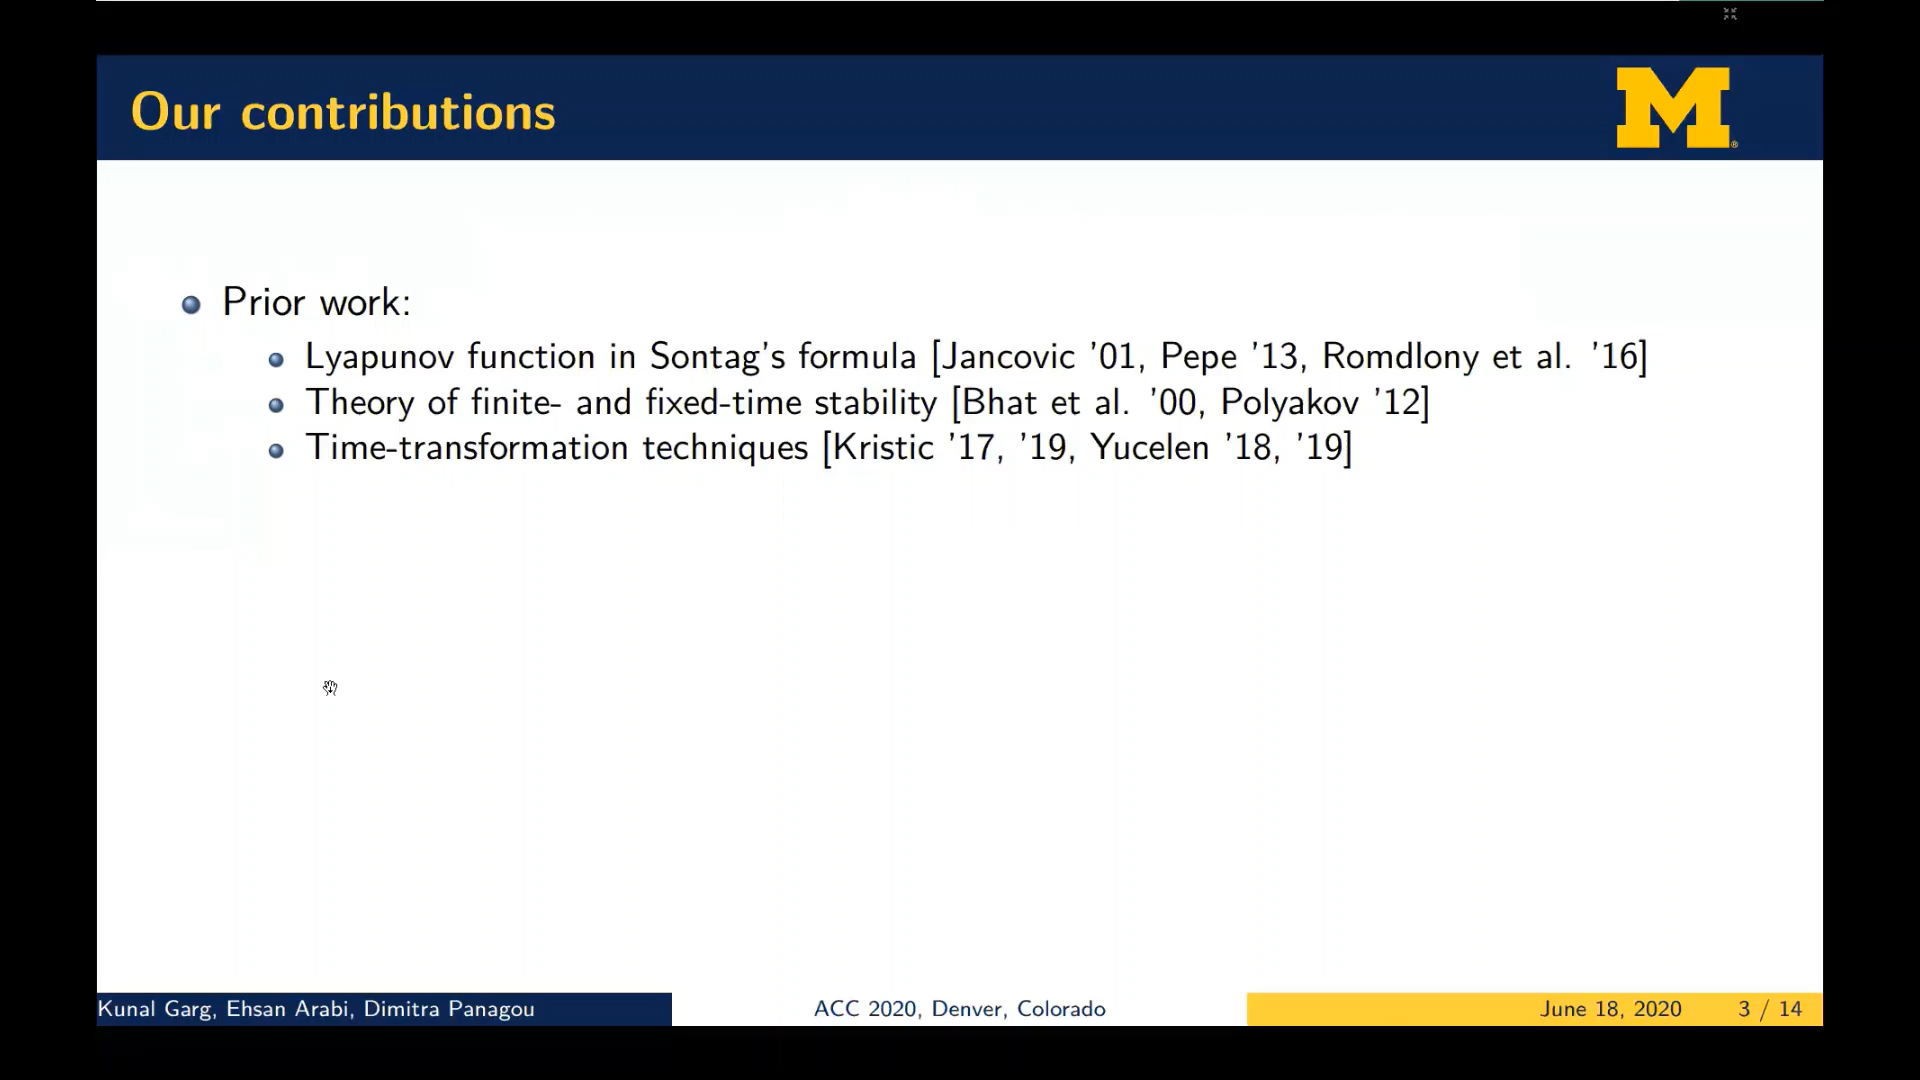 Our contributions
M
Prior work:
Lyapunov function in Sontag's formula [Jancovic '01, Pepe '13, Romdlony et al. '16]
Theory of finite- and fixed-time stability [Bhat et al. '00, Polyakov '12]
Time-transformation techniques [Kristic '17, '19, Yucelen '18, '19]
Kunal Garg, Ehsan Arabi, Dimitra Panagou
ACC 2020, Denver, Colorado
June 18, 2020
3 / 14